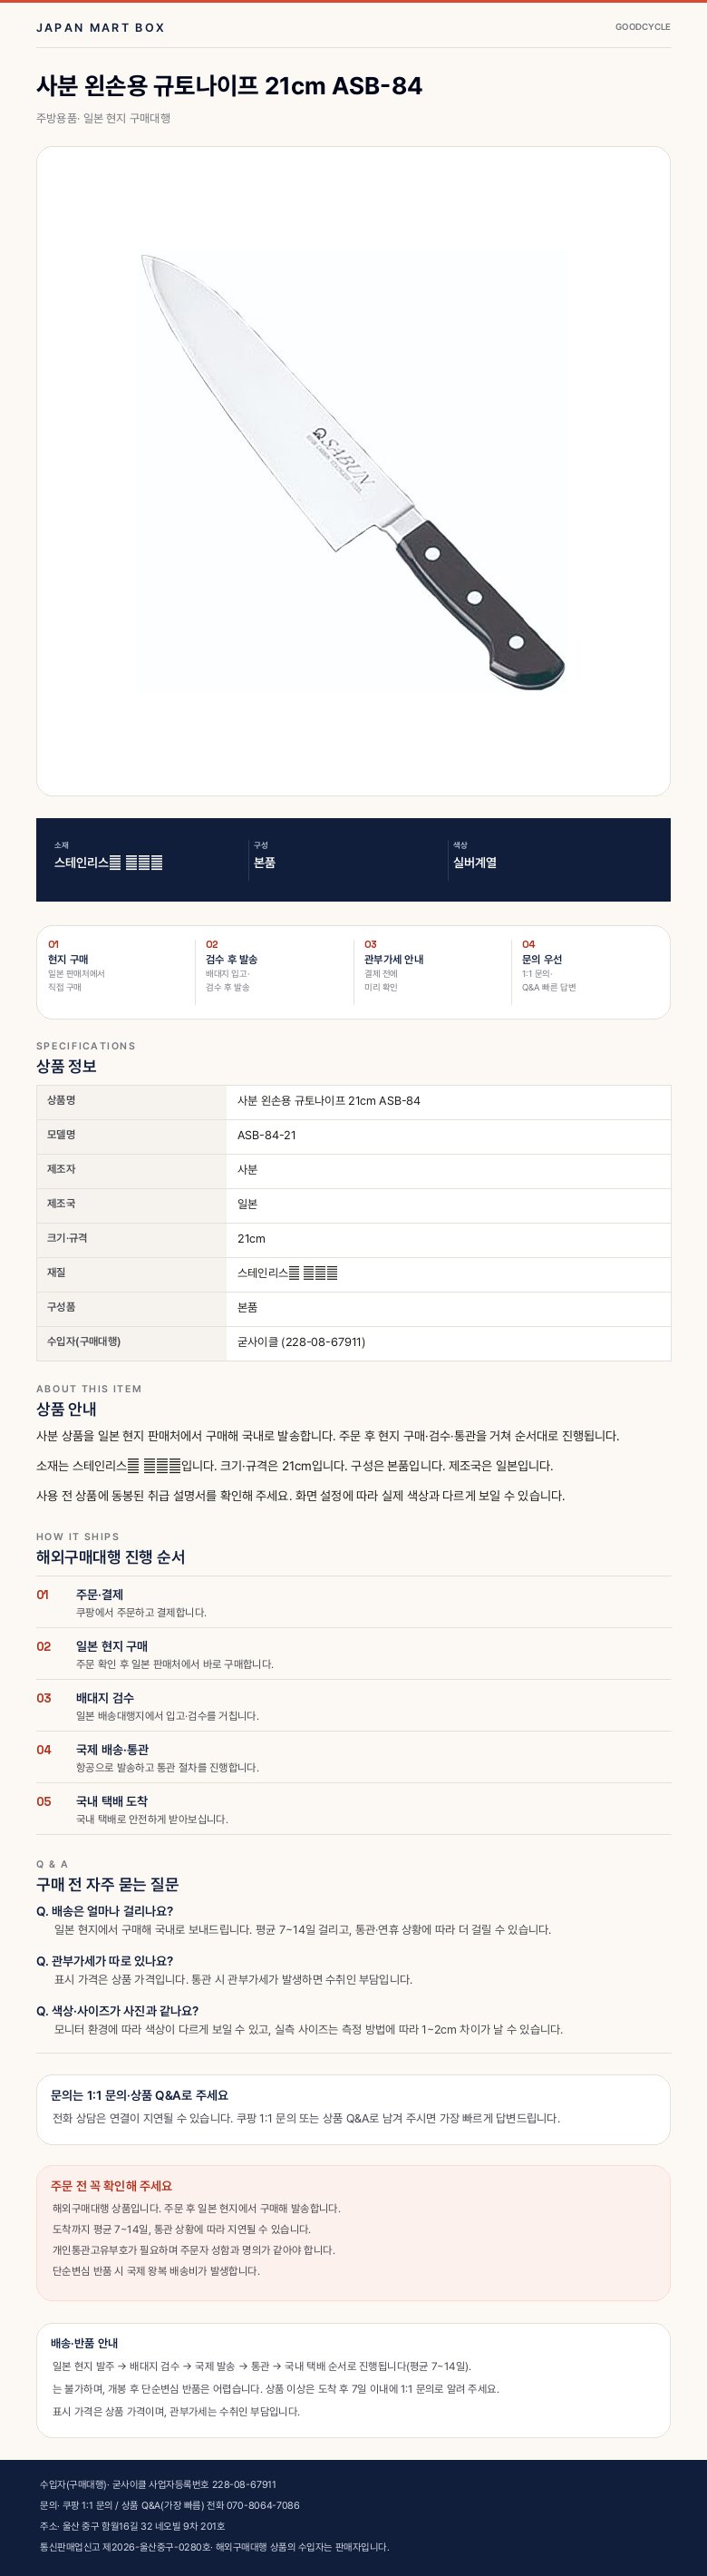 JAPAN MART BOX
GOODCYCLE
사분 왼손용 규토나이프 21cm ASB-84
주방용품· 일본 현지 구매대행
SABUN
소재
스테인리스
구성
본품
색상
실버계열
01
현지 구매
일본 판매처에서
직접 구매
02
검수 후 발송
배대지 입고·
검수 후 발송
03
관부가세 안내
결제 전에
미리 확인
04
문의 우선
1:1 문의·
Q&A 빠른 답변
SPECIFICATIONS
상품 정보
상품명 사분 왼손용 규토나이프 21cm ASB-84
모델명 ASB-84-21
제조자 사분
제조국 일본
크기·규격 21cm
재질 스테인리스
구성품 본품
수입자(구매대행) 굳사이클 (228-08-67911)
ABOUT THIS ITEM
상품 안내
사분 상품을 일본 현지 판매처에서 구매해 국내로 발송합니다. 주문 후 현지 구매·검수·통관을 거쳐 순서대로 진행됩니다.
소재는 스테인리스 입니다. 크기·규격은 21cm입니다. 구성은 본품입니다. 제조국은 일본입니다.
사용 전 상품에 동봉된 취급 설명서를 확인해 주세요. 화면 설정에 따라 실제 색상과 다르게 보일 수 있습니다.
HOW IT SHIPS
해외구매대행 진행 순서
01 주문·결제
쿠팡에서 주문하고 결제합니다.
02 일본 현지 구매
주문 확인 후 일본 판매처에서 바로 구매합니다.
03 배대지 검수
일본 배송대행지에서 입고·검수를 거칩니다.
04 국제 배송·통관
항공으로 발송하고 통관 절차를 진행합니다.
05 국내 택배 도착
국내 택배로 안전하게 받아보십니다.
Q & A
구매 전 자주 묻는 질문
Q. 배송은 얼마나 걸리나요?
일본 현지에서 구매해 국내로 보내드립니다. 평균 7~14일 걸리고, 통관·연휴 상황에 따라 더 걸릴 수 있습니다.
Q. 관부가세가 따로 있나요?
표시 가격은 상품 가격입니다. 통관 시 관부가세가 발생하면 수취인 부담입니다.
Q. 색상·사이즈가 사진과 같나요?
모니터 환경에 따라 색상이 다르게 보일 수 있고, 실측 사이즈는 측정 방법에 따라 1~2cm 차이가 날 수 있습니다.
문의는 1:1 문의·상품 Q&A로 주세요
전화 상담은 연결이 지연될 수 있습니다. 쿠팡 1:1 문의 또는 상품 Q&A로 남겨 주시면 가장 빠르게 답변드립니다.
주문 전 꼭 확인해 주세요
해외구매대행 상품입니다. 주문 후 일본 현지에서 구매해 발송합니다.
도착까지 평균 7~14일, 통관 상황에 따라 지연될 수 있습니다.
개인통관고유부호가 필요하며 주문자 성함과 명의가 같아야 합니다.
단순변심 반품 시 국제 왕복 배송비가 발생합니다.
배송·반품 안내
일본 현지 발주 → 배대지 검수 → 국제 발송 → 통관 → 국내 택배 순서로 진행됩니다(평균 7~14일).
는 불가하며, 개봉 후 단순변심 반품은 어렵습니다. 상품 이상은 도착 후 7일 이내에 1:1 문의로 알려 주세요.
표시 가격은 상품 가격이며, 관부가세는 수취인 부담입니다.
수입자(구매대행)· 굳사이클 사업자등록번호 228-08-67911
문의· 쿠팡 1:1 문의 / 상품 Q&A(가장 빠름) 전화 070-8064-7086
주소· 울산 중구 함월16길 32 네오빌 9차 201호
통신판매업신고 제2026-울산중구-0280호· 해외구매대행 상품의 수입자는 판매자입니다.